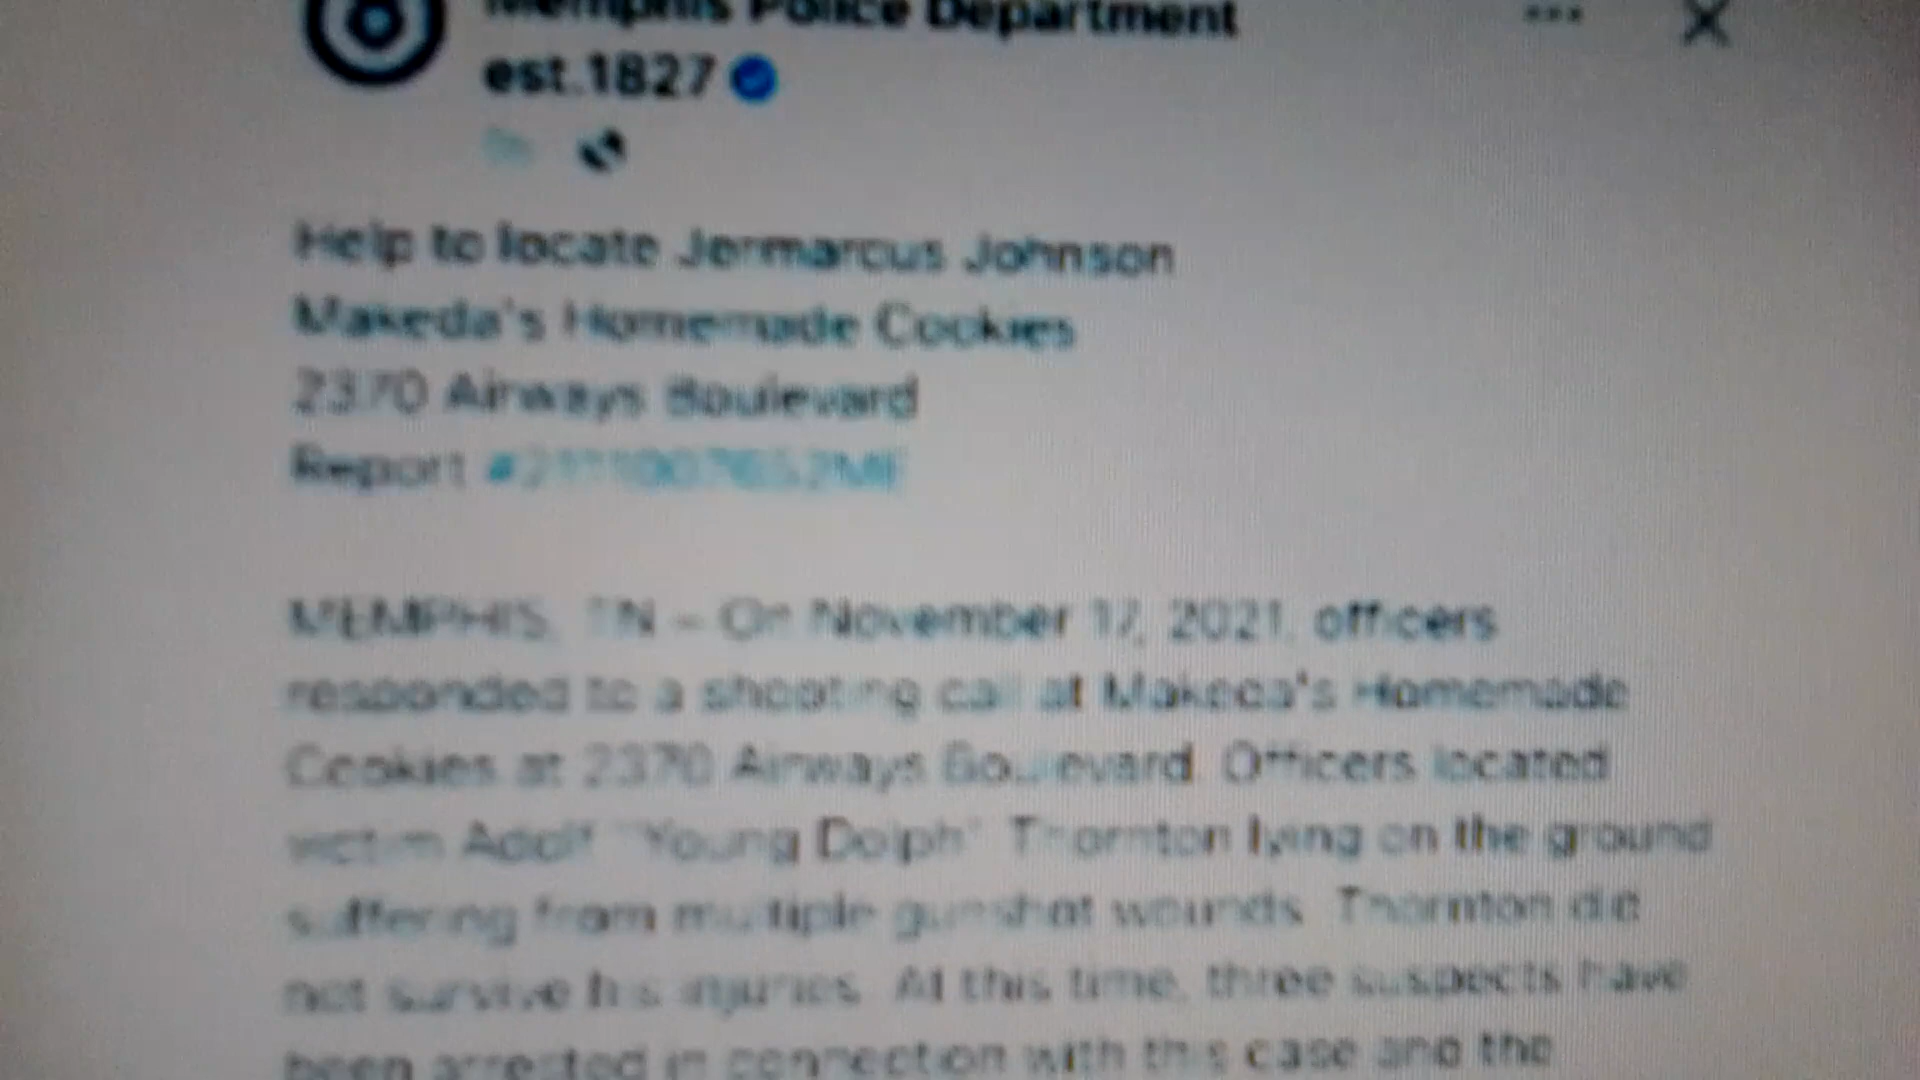 Memphis Police Department
est.1827
Help to locate Jermarcus Johnson
Makeda's Homemade Cookies
2370 Airways Boulevard
Report
MEMPHIS, TN – On November 17, 2021, officers
responded to a shooting call at Makeda's Homemade
Cookies at 2370 Airways Boulevard. Officers located
victim Adolf "Young Dolph" Thornton lying on the ground
suffering from multiple gunshot wounds. Thornton did
not survive his injuries. At this time, three suspects have
been arrested in connection with this case and the